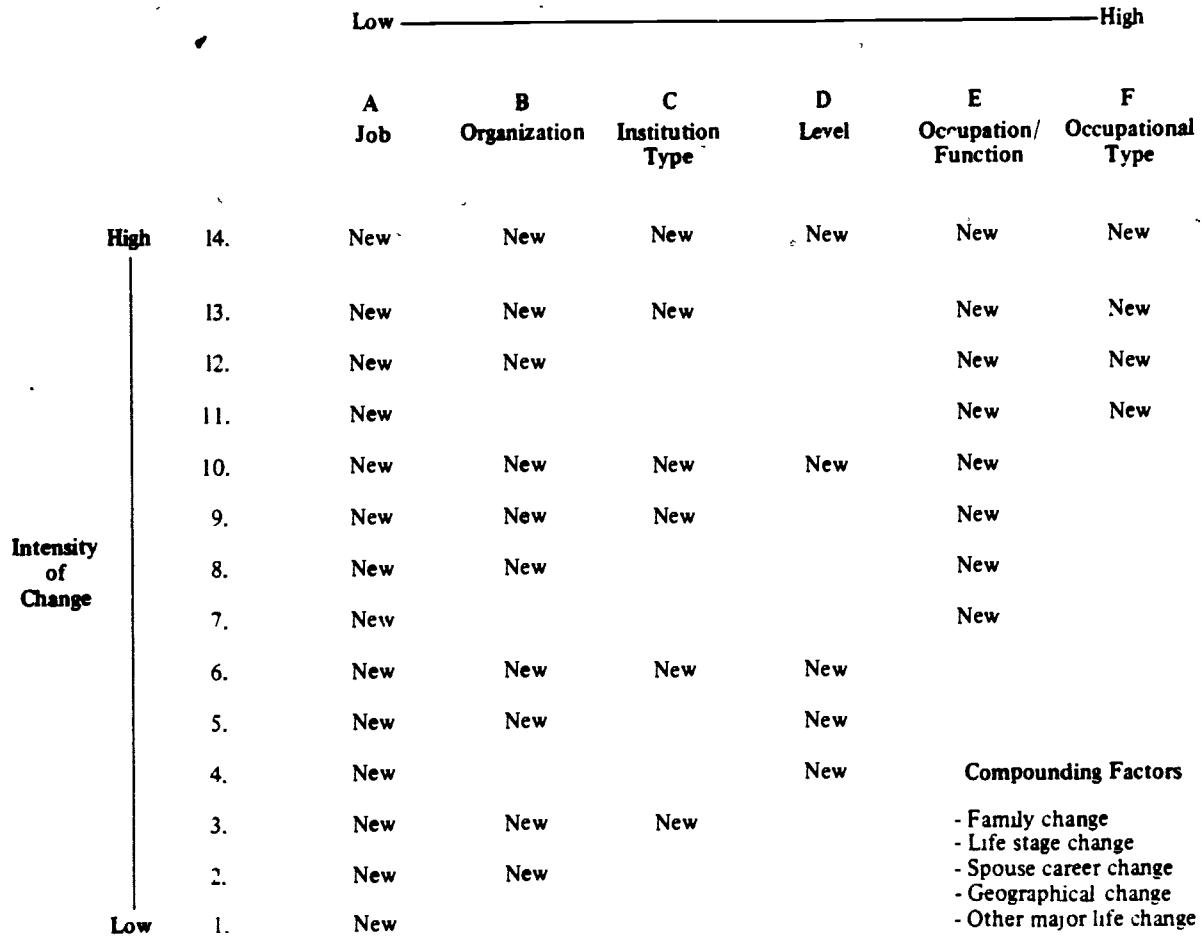 Low High
A B C D E F
Job Organization Institution Level Occupation/ Occupational
Type Function Type
High 14. New New New New New New
13. New New New New New
12. New New New New
11. New New New
10. New New New New New
9. New New New New
Intensity
of
Change
8. New New New
7. New New
6. New New New New
5. New New New
4. New New Compounding Factors
3. New New New - Family change
- Life stage change
2. New New - Spouse career change
- Geographical change
Low 1. New - Other major life change